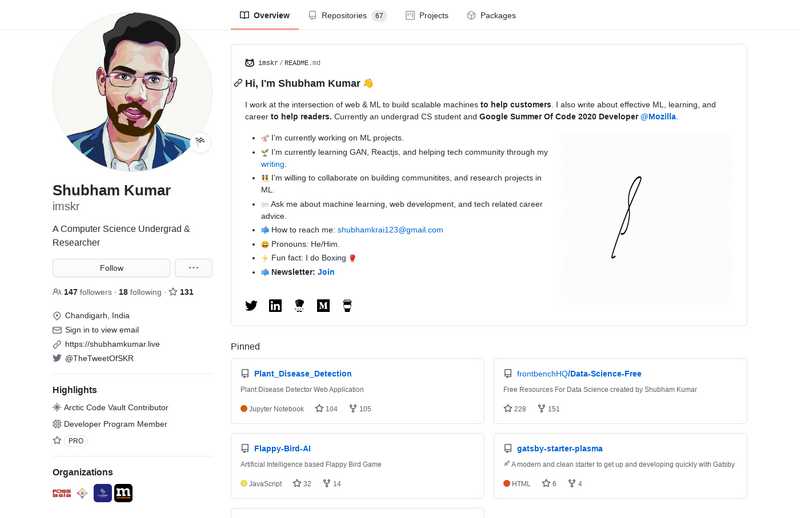 Overview
Repositories 67
Projects
Packages
imskr / README.md
Hi, I'm Shubham Kumar 👋
I work at the intersection of web & ML to build scalable machines to help customers. I also write about effective ML, learning, and
career to help readers. Currently an undergrad CS student and Google Summer Of Code 2020 Developer @Mozilla.
I'm currently working on ML projects.
I'm currently learning GAN, Reactjs, and helping tech community through my
writing.
I'm willing to collaborate on building communitites, and research projects in
ML.
Ask me about machine learning, web development, and tech related career
advice.
How to reach me: shubhamkrai123@gmail.com
Pronouns: He/Him.
Fun fact: I do Boxing 🥊
Newsletter: Join
Shubham Kumar
imskr
A Computer Science Undergrad &
Researcher
Follow
147 followers · 18 following · 131
Chandigarh, India
Sign in to view email
https://shubhamkumar.live
@TheTweetOfSKR
Highlights
Arctic Code Vault Contributor
Developer Program Member
PRO
Organizations
Pinned
Plant_Disease_Detection
Plant Disease Detector Web Application
Jupyter Notebook 104 105
frontbenchHQ/Data-Science-Free
Free Resources For Data Science created by Shubham Kumar
228 151
Flappy-Bird-AI
Artificial Intelligence based Flappy Bird Game
JavaScript 32 14
gatsby-starter-plasma
A modern and clean starter to get up and developing quickly with Gatsby
HTML 6 4